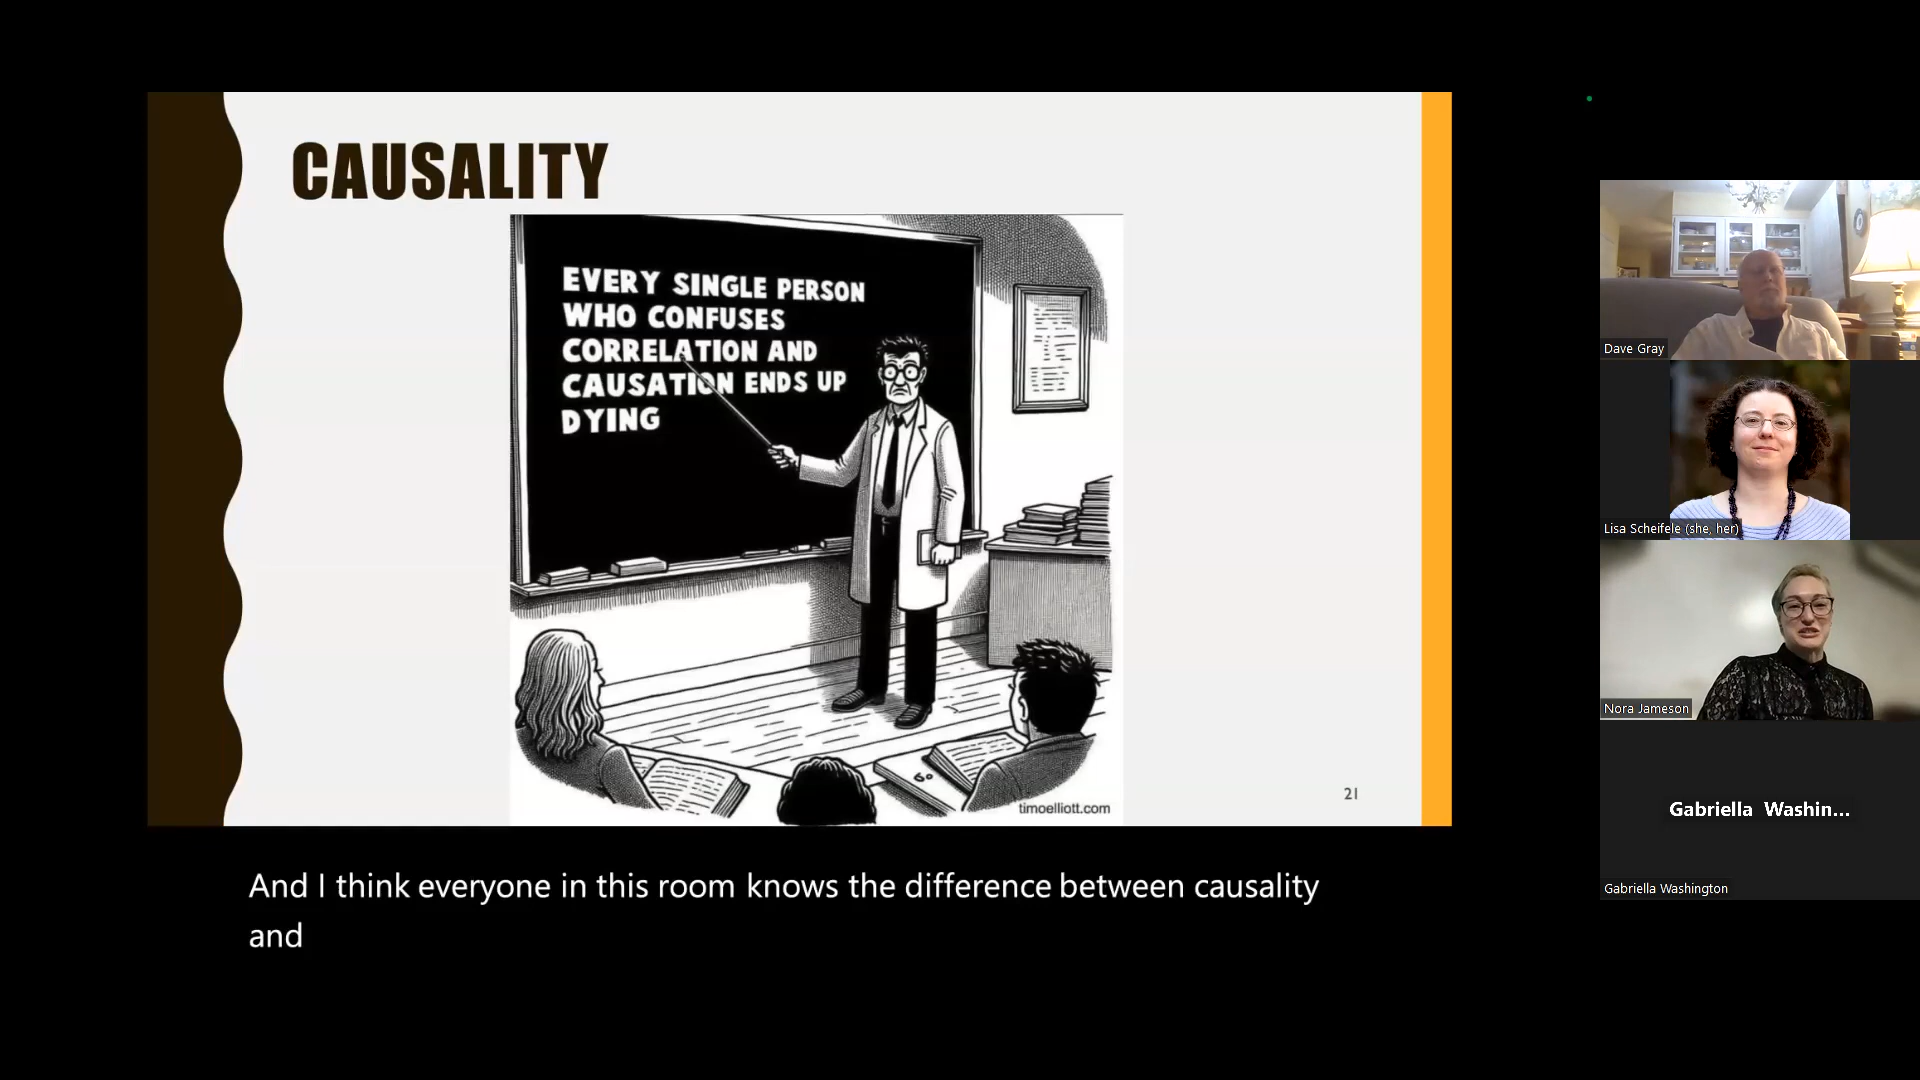 CAUSALITY
EVERY SINGLE PERSON
WHO CONFUSES
CORRELATION AND
CAUSATION ENDS UP
DYING
timoelliott.com
21
And I think everyone in this room knows the difference between causality
and
Dave Gray
Lisa Scheifele (she, her)
Nora Jameson
Gabriella Washin...
Gabriella Washington